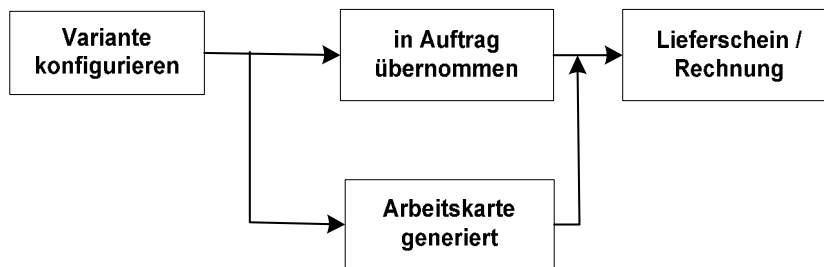 Variante
konfigurieren
in Auftrag
übernommen
Lieferschein /
Rechnung
Arbeitskarte
generiert